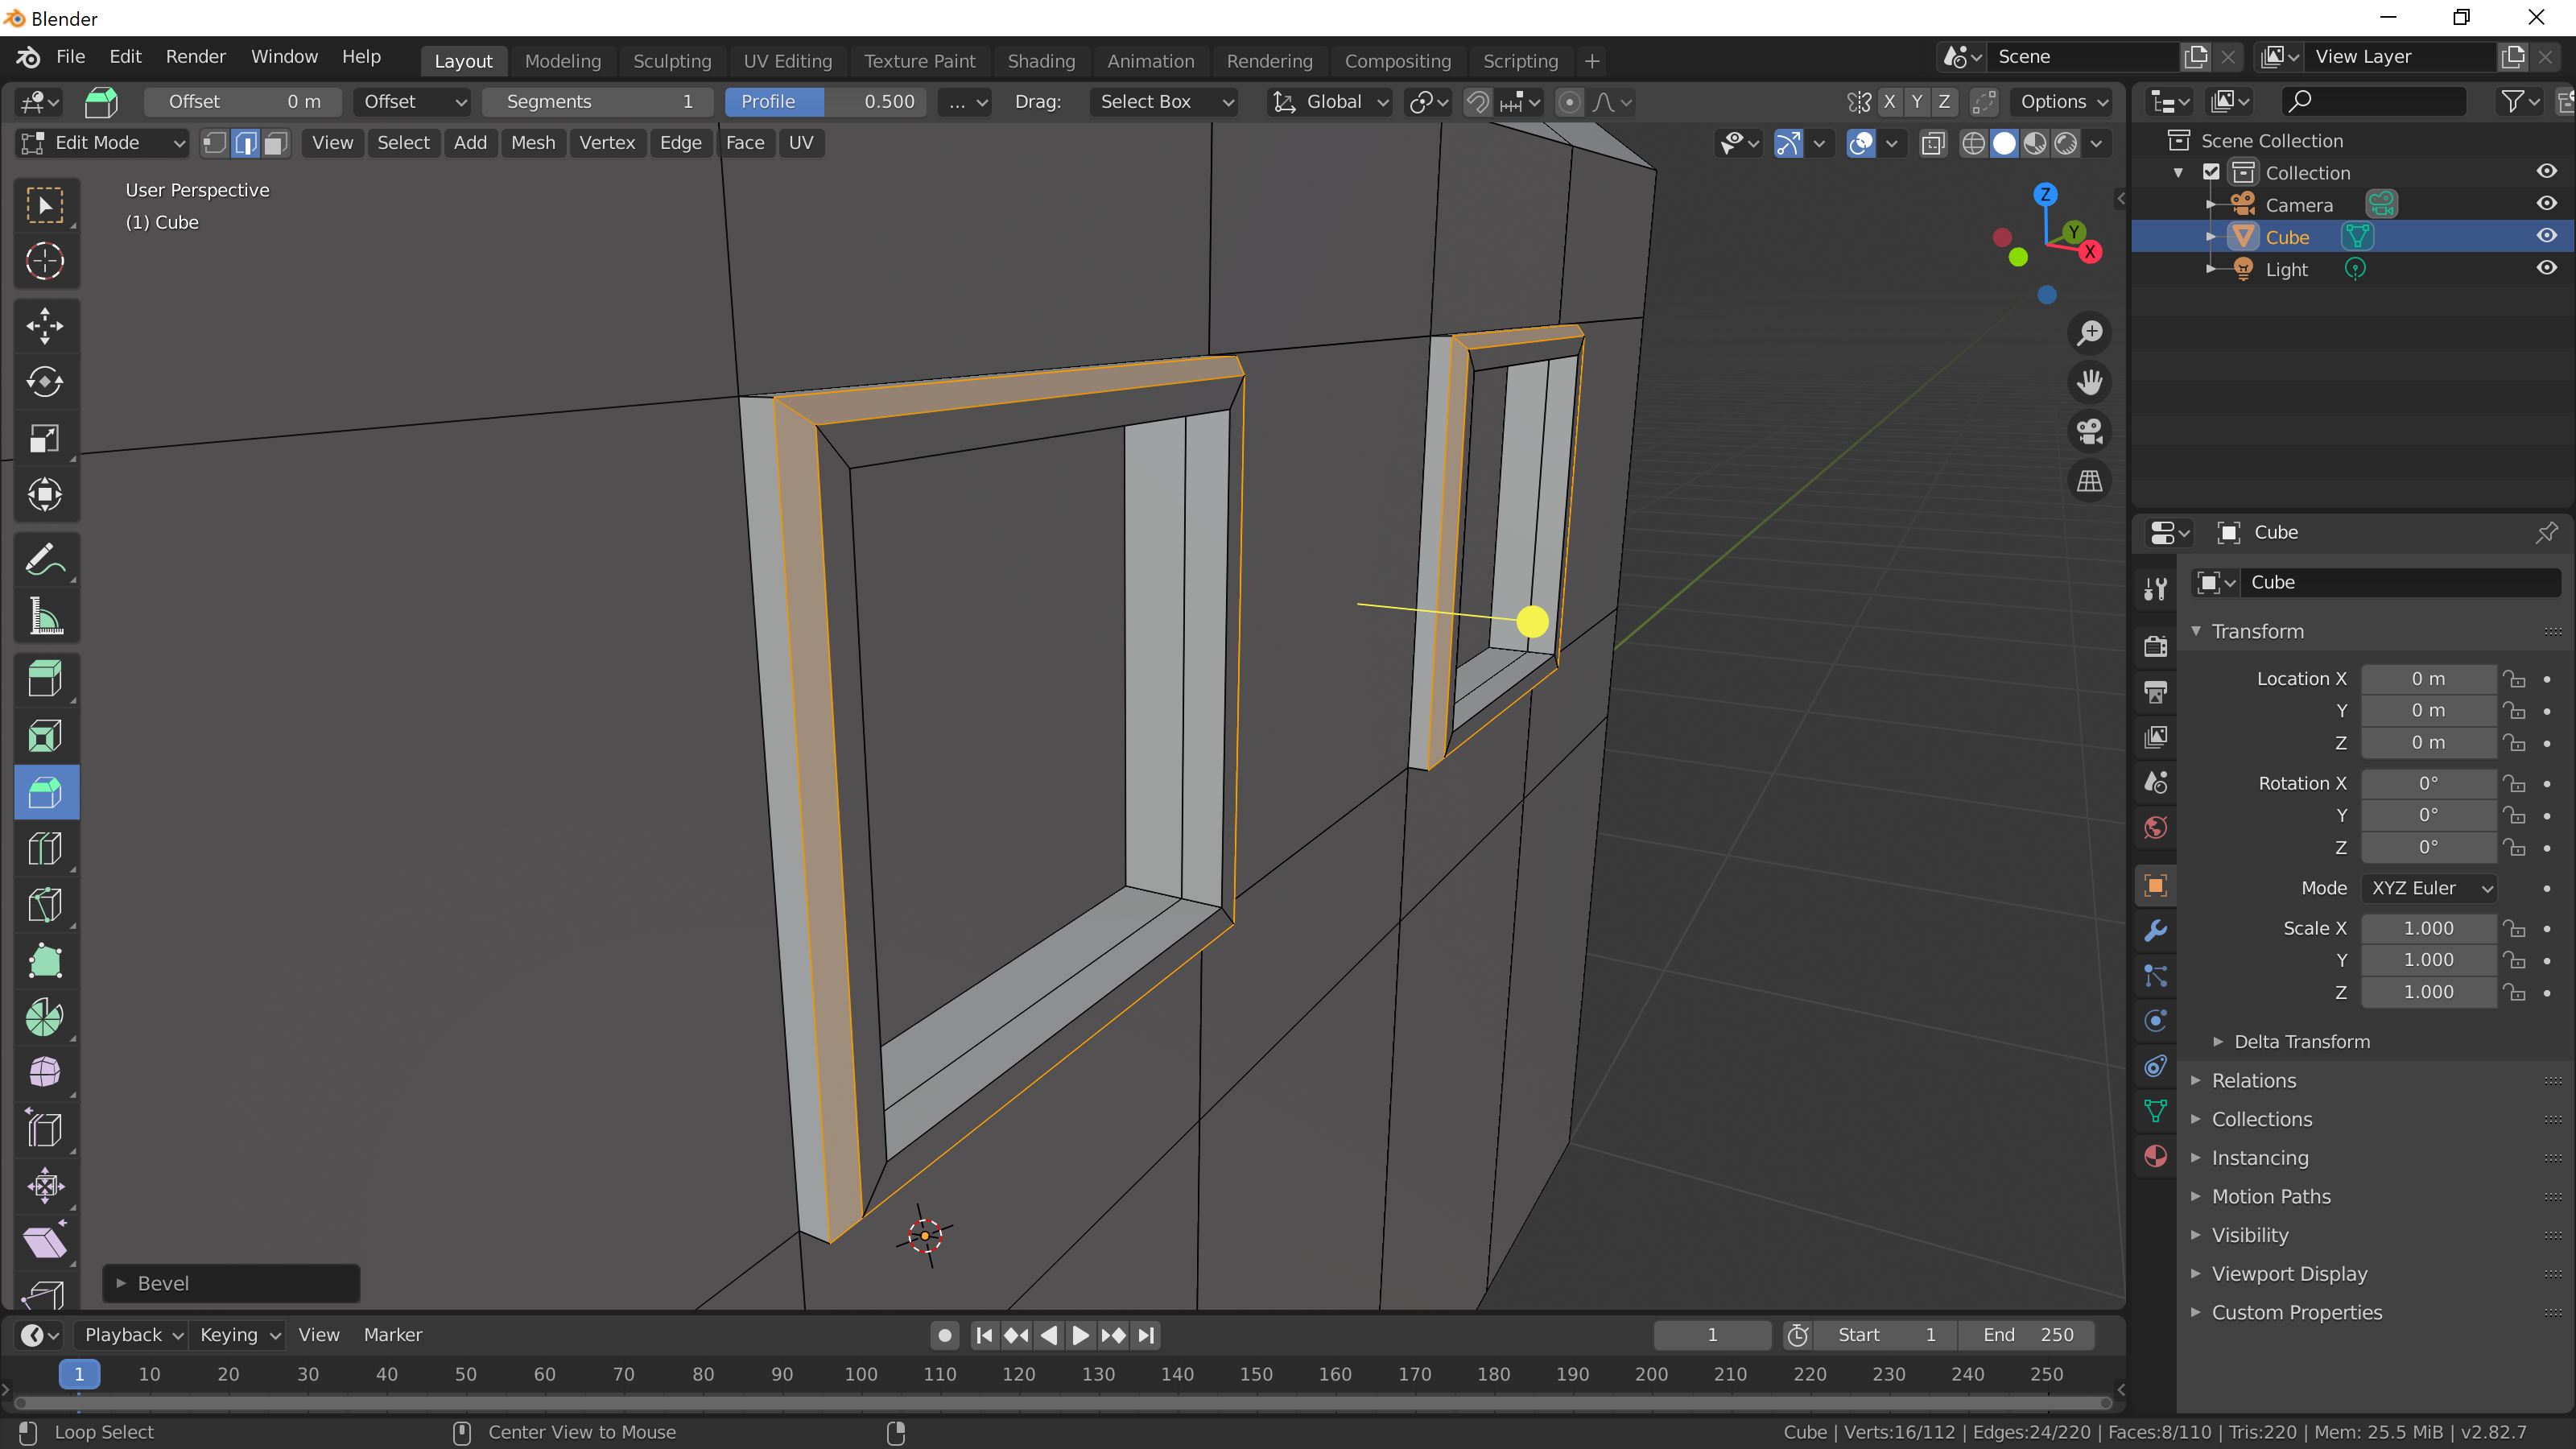 Blender
File Edit Render Window Help Layout Modeling Sculpting UV Editing Texture Paint Shading Animation Rendering Compositing Scripting + Scene View Layer
Offset 0 m Offset Segments 1 Profile 0.500 ... Drag: Select Box Global X Y Z Options
Edit Mode View Select Add Mesh Vertex Edge Face UV
User Perspective
(1) Cube
Z
Y
X
Bevel
Scene Collection
Collection
Camera
Cube
Light
Cube
Cube
Transform
Location X 0 m
Y 0 m
Z 0 m
Rotation X 0°
Y 0°
Z 0°
Mode XYZ Euler
Scale X 1.000
Y 1.000
Z 1.000
Delta Transform
Relations
Collections
Instancing
Motion Paths
Visibility
Viewport Display
Custom Properties
Playback Keying View Marker 1 Start 1 End 250
1 10 20 30 40 50 60 70 80 90 100 110 120 130 140 150 160 170 180 190 200 210 220 230 240 250
Loop Select Center View to Mouse Cube | Verts:16/112 | Edges:24/220 | Faces:8/110 | Tris:220 | Mem: 25.5 MiB | v2.82.7